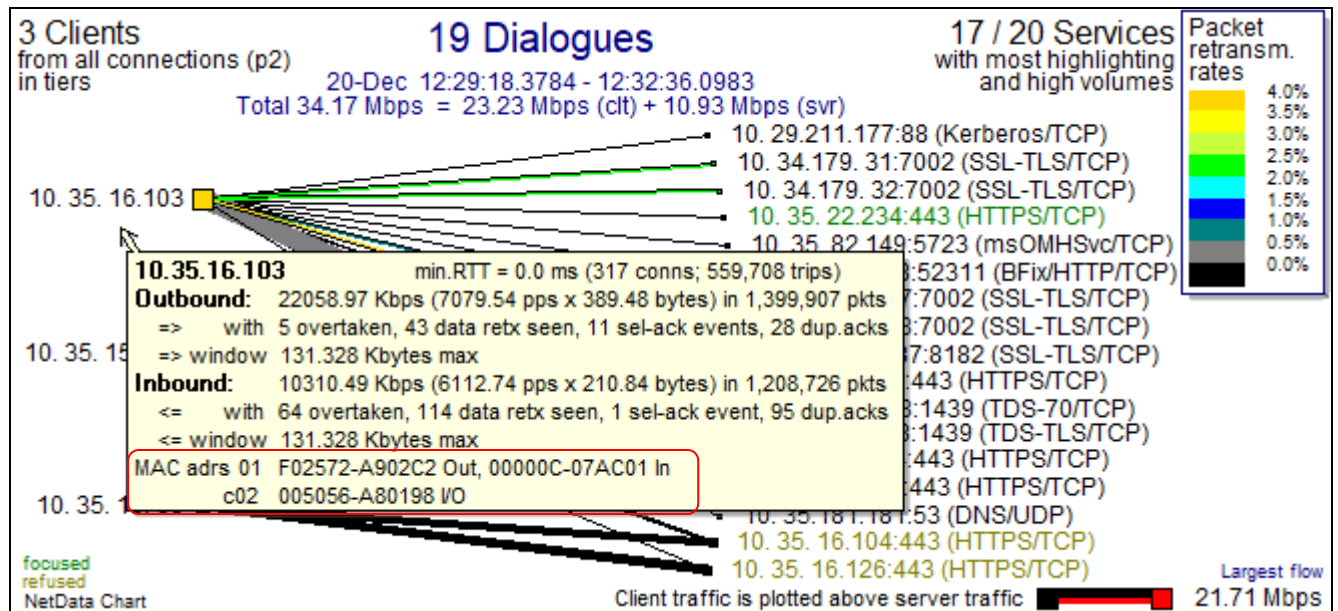 3 Clients
from all connections (p2)
in tiers
19 Dialogues
20-Dec 12:29:18.3784 - 12:32:36.0983
Total 34.17 Mbps = 23.23 Mbps (clt) + 10.93 Mbps (svr)
17 / 20 Services
with most highlighting
and high volumes
Packet
retransm.
rates
4.0%
3.5%
3.0%
2.5%
2.0%
1.5%
1.0%
0.5%
0.0%
10. 29.211.177:88 (Kerberos/TCP)
10. 34.179. 31:7002 (SSL-TLS/TCP)
10. 34.179. 32:7002 (SSL-TLS/TCP)
10. 35. 16.103
10. 35. 22.234:443 (HTTPS/TCP)
10. 35. 82.149:5723 (msOMHSvc/TCP)
:52311 (BFix/HTTP/TCP)
:7002 (SSL-TLS/TCP)
:7002 (SSL-TLS/TCP)
7:8182 (SSL-TLS/TCP)
:443 (HTTPS/TCP)
:1439 (TDS-70/TCP)
:1439 (TDS-TLS/TCP)
:443 (HTTPS/TCP)
:443 (HTTPS/TCP)
10.35.16.103 min.RTT = 0.0 ms (317 conns; 559,708 trips)
Outbound: 22058.97 Kbps (7079.54 pps x 389.48 bytes) in 1,399,907 pkts
=> with 5 overtaken, 43 data retx seen, 11 sel-ack events, 28 dup.acks
=> window 131.328 Kbytes max
Inbound: 10310.49 Kbps (6112.74 pps x 210.84 bytes) in 1,208,726 pkts
<= with 64 overtaken, 114 data retx seen, 1 sel-ack event, 95 dup.acks
<= window 131.328 Kbytes max
MAC adrs 01 F02572-A902C2 Out, 00000C-07AC01 In
c02 005056-A80198 I/O
10. 35. 15
10. 35. 1
10. 35.181.181:53 (DNS/UDP)
10. 35. 16.104:443 (HTTPS/TCP)
10. 35. 16.126:443 (HTTPS/TCP)
focused
refused
NetData Chart
Client traffic is plotted above server traffic
Largest flow
21.71 Mbps